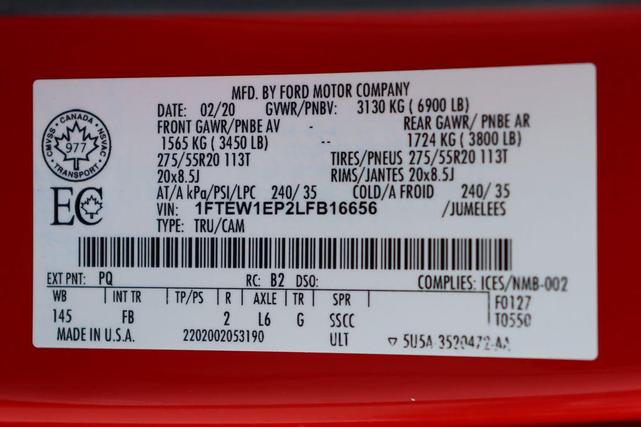 MFD. BY FORD MOTOR COMPANY
DATE: 02/20 GVWR/PNBV: 3130 KG ( 6900 LB)
FRONT GAWR/PNBE AV - REAR GAWR/ PNBE AR
1565 KG ( 3450 LB) -- 1724 KG ( 3800 LB)
275/55R20 113T TIRES/PNEUS 275/55R20 113T
20x8.5J RIMS/JANTES 20x8.5J
AT/A kPa/PSI/LPC 240/ 35 COLD/A FROID 240/ 35
VIN: 1FTEW1EP2LFB16656 /JUMELEES
TYPE: TRU/CAM
CMVSS · CANADA · NSVAC
977
TRANSPORT
EC
EXT PNT: PQ RC: B2 DSO: COMPLIES: ICES/NMB-002
WB INT TR TP/PS R AXLE TR SPR F0127
145 FB 2 L6 G SSCC T0550
MADE IN U.S.A. 2202002053190 ULT ▽ 5U5A-3520472-AA